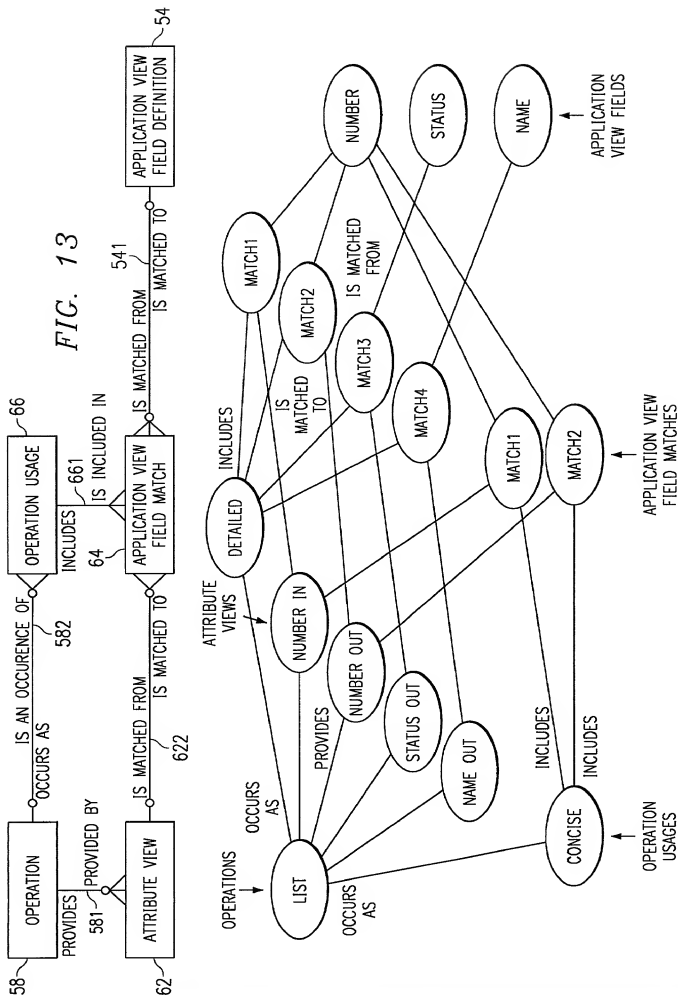 FIG. 13
58
OPERATION
PROVIDES
PROVIDED BY
581
62
ATTRIBUTE VIEW
OCCURS AS
IS AN OCCURENCE OF
582
IS MATCHED FROM
IS MATCHED TO
622
66
OPERATION USAGE
INCLUDES
661
IS INCLUDED IN
64
APPLICATION VIEW
FIELD MATCH
IS MATCHED FROM
IS MATCHED TO
541
54
APPLICATION VIEW
FIELD DEFINITION
OPERATIONS
LIST
OCCURS
AS
OCCURS
AS
PROVIDES
ATTRIBUTE
VIEWS
NUMBER IN
NUMBER OUT
STATUS OUT
NAME OUT
DETAILED
INCLUDES
IS
MATCHED
TO
IS MATCHED
FROM
MATCH1
MATCH2
MATCH3
MATCH4
NUMBER
STATUS
NAME
APPLICATION
VIEW FIELDS
CONCISE
OPERATION
USAGES
INCLUDES
INCLUDES
MATCH1
MATCH2
APPLICATION VIEW
FIELD MATCHES